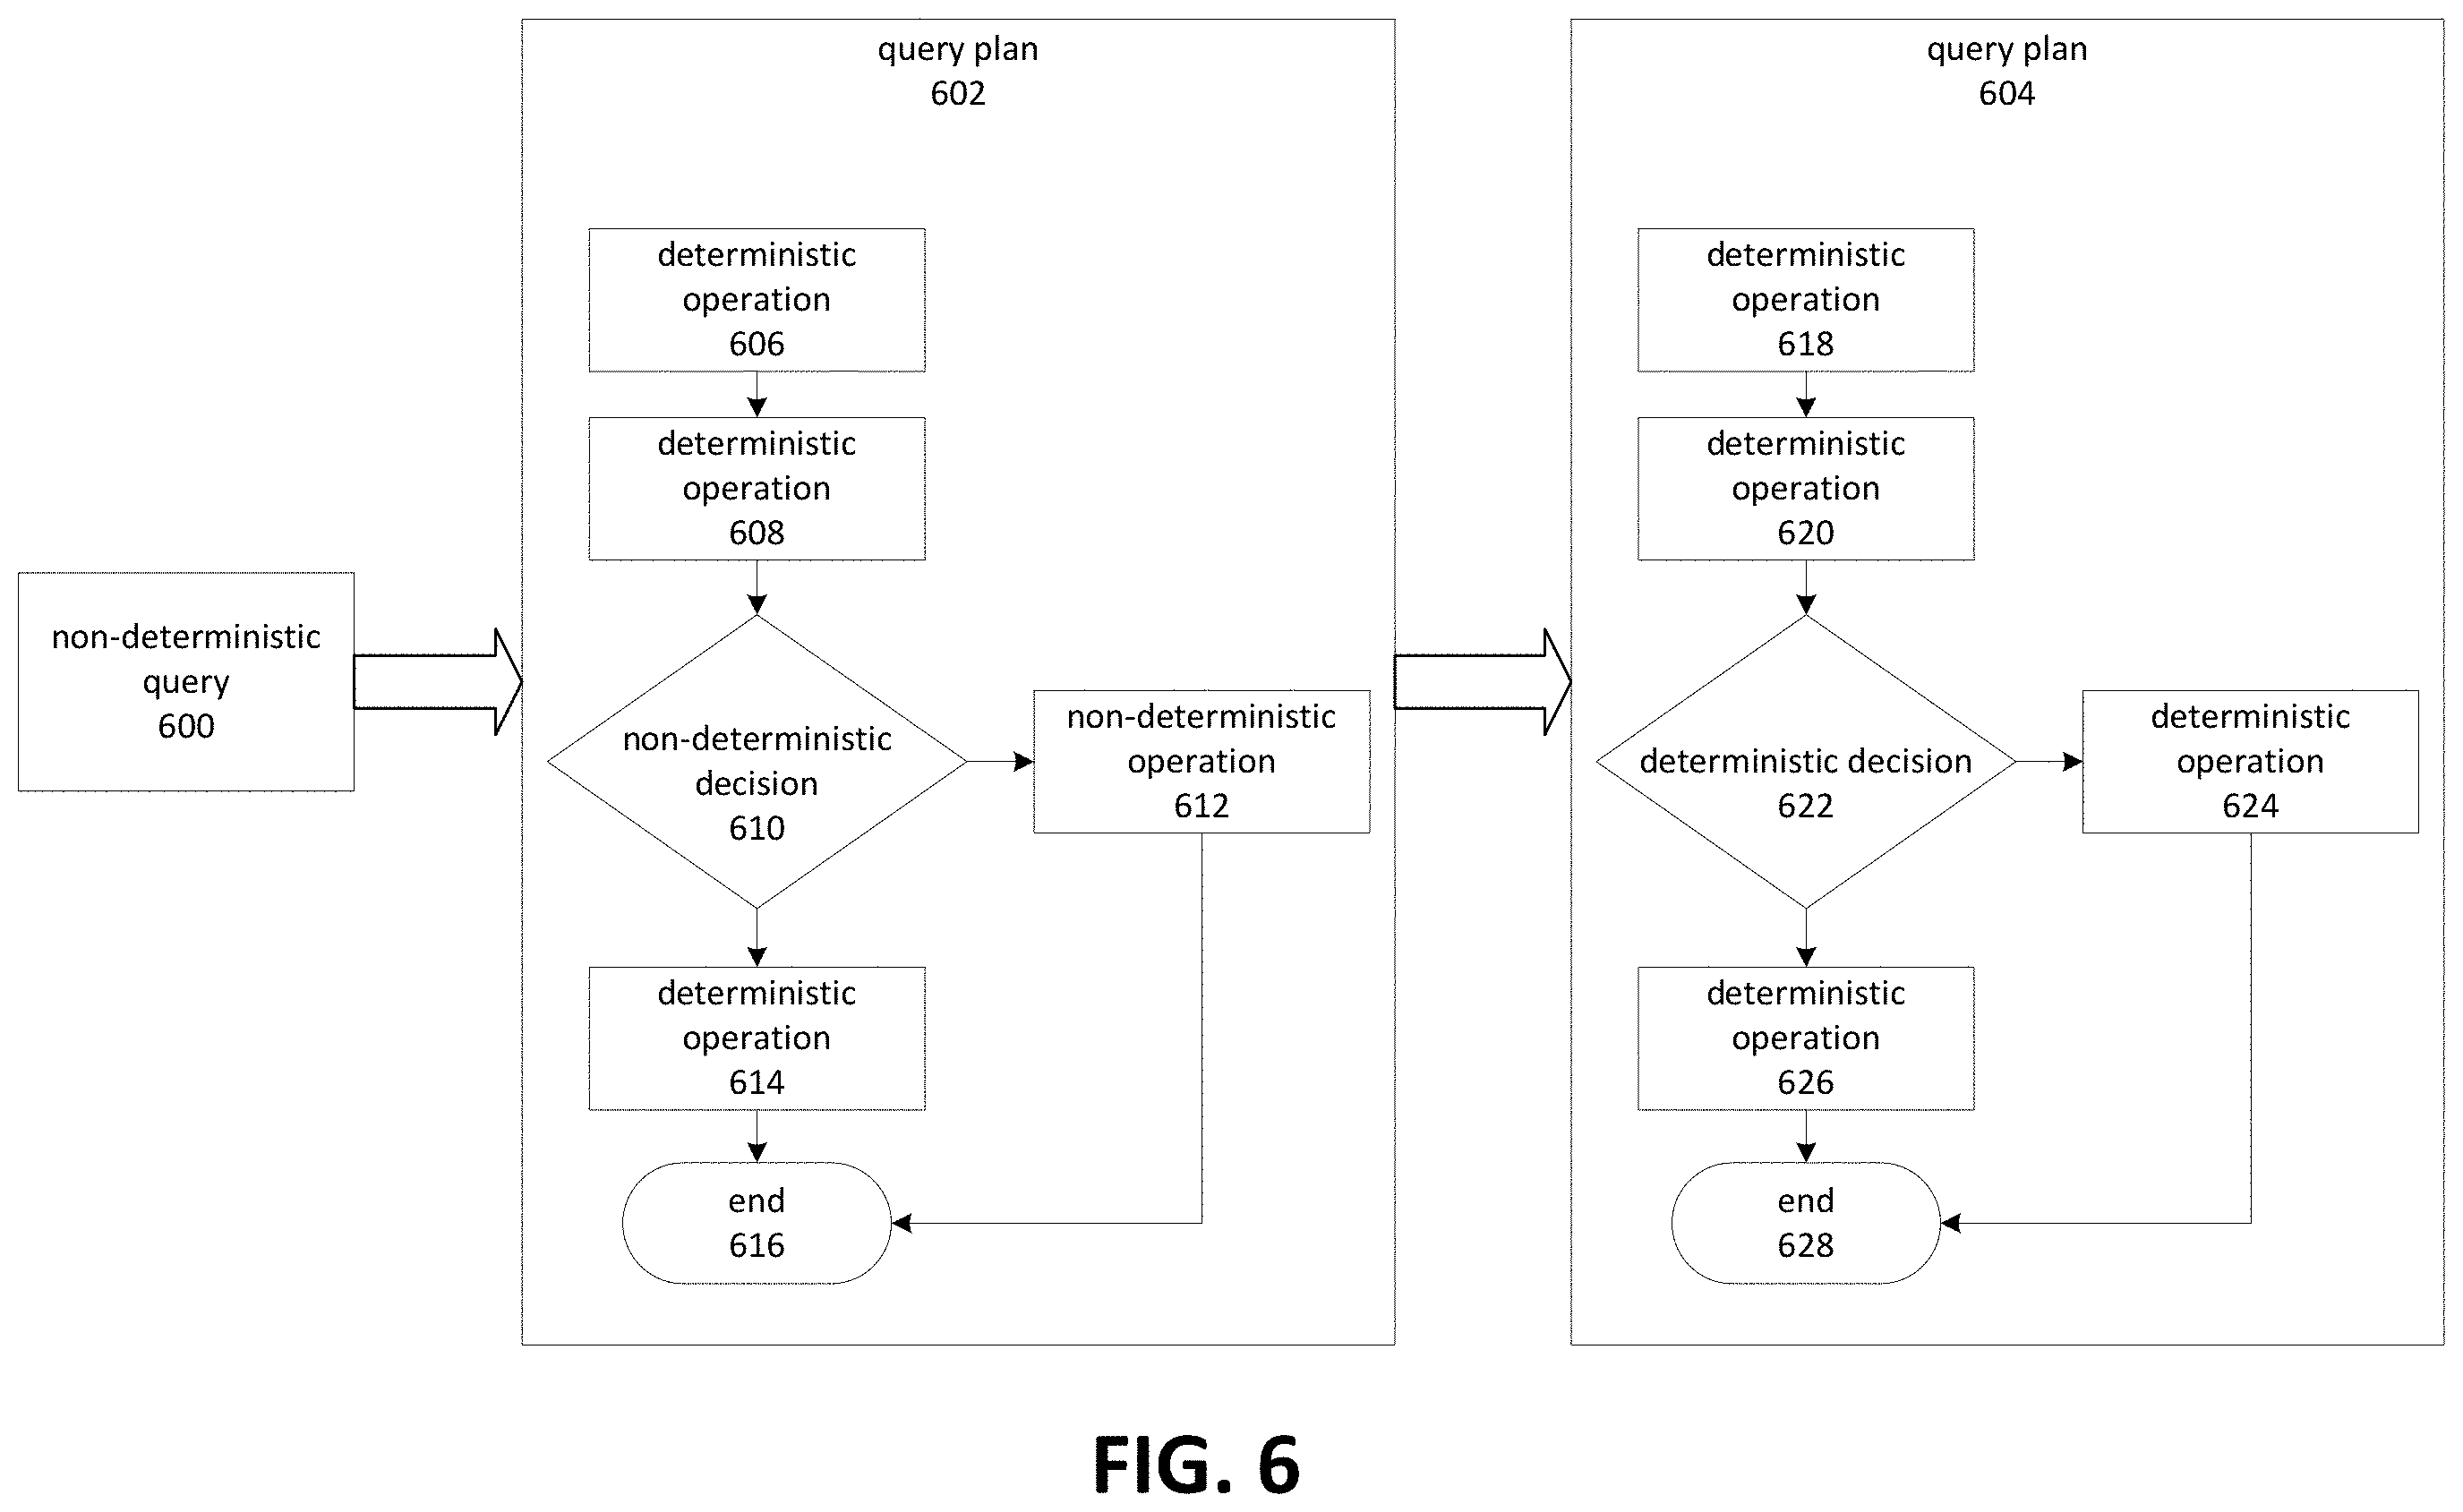 non-deterministic
query
600
query plan
602
deterministic
operation
606
deterministic
operation
608
non-deterministic
decision
610
non-deterministic
operation
612
deterministic
operation
614
end
616
query plan
604
deterministic
operation
618
deterministic
operation
620
deterministic decision
622
deterministic
operation
624
deterministic
operation
626
end
628
FIG. 6